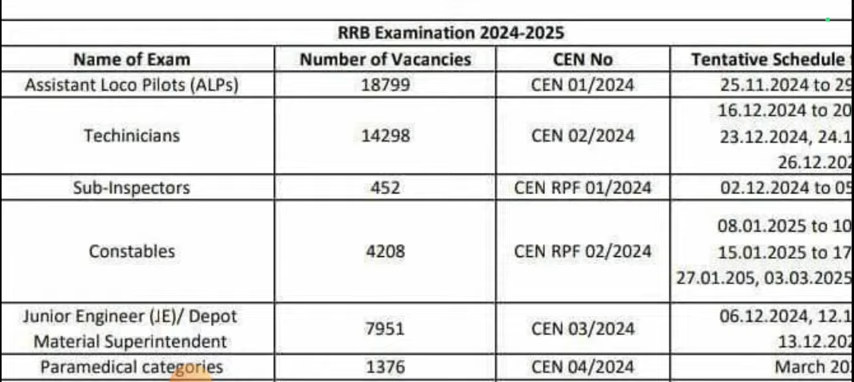 RRB Examination 2024-2025
Name of Exam Number of Vacancies CEN No Tentative Schedule
Assistant Loco Pilots (ALPs) 18799 CEN 01/2024 25.11.2024 to 29
Techinicians 14298 CEN 02/2024 16.12.2024 to 20
23.12.2024, 24.1
26.12.202
Sub-Inspectors 452 CEN RPF 01/2024 02.12.2024 to 05
Constables 4208 CEN RPF 02/2024 08.01.2025 to 10
15.01.2025 to 17
27.01.205, 03.03.2025
Junior Engineer (JE)/ Depot
Material Superintendent 7951 CEN 03/2024 06.12.2024, 12.1
13.12.202
Paramedical categories 1376 CEN 04/2024 March 20